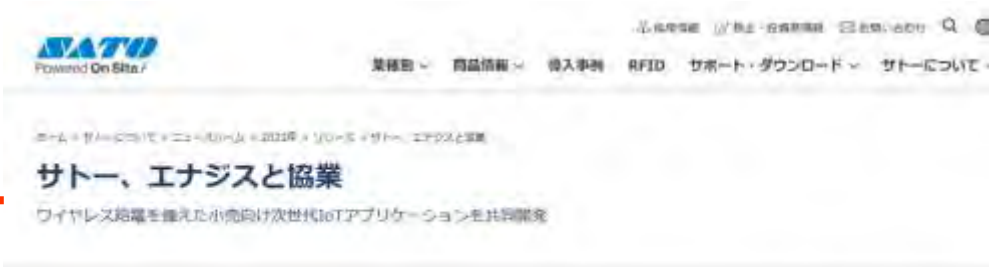 SATO
Powered On Site
業種別 商品情報 導入事例 RFID サポート・ダウンロード サトーについて
サトー、エナジスと協業
ワイヤレス給電を備えた小売向け次世代IoTアプリケーションを共同開発